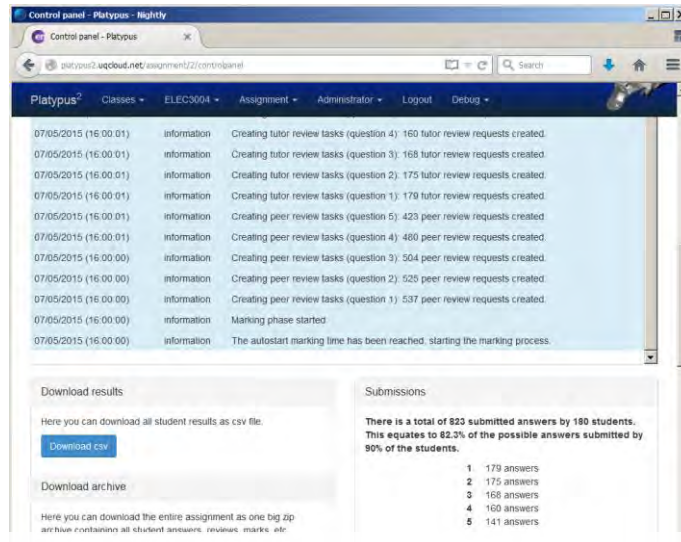 Control panel - Platypus - Nightly
Control panel - Platypus
platypus2.uqcloud.net/assignment/2/controlpanel
Search
Platypus2 Classes ELEC3004 Assignment Administrator Logout Debug
07/05/2015 (16:00:01) information Creating tutor review tasks (question 4): 160 tutor review requests created.
07/05/2015 (16:00:01) information Creating tutor review tasks (question 3): 168 tutor review requests created.
07/05/2015 (16:00:01) information Creating tutor review tasks (question 2): 175 tutor review requests created.
07/05/2015 (16:00:01) information Creating tutor review tasks (question 1): 179 tutor review requests created.
07/05/2015 (16:00:01) information Creating peer review tasks (question 5): 423 peer review requests created.
07/05/2015 (16:00:01) information Creating peer review tasks (question 4): 480 peer review requests created.
07/05/2015 (16:00:00) information Creating peer review tasks (question 3): 504 peer review requests created.
07/05/2015 (16:00:00) information Creating peer review tasks (question 2): 525 peer review requests created.
07/05/2015 (16:00:00) information Creating peer review tasks (question 1): 537 peer review requests created.
07/05/2015 (16:00:00) information Marking phase started
07/05/2015 (16:00:00) information The autostart marking time has been reached, starting the marking process.
Download results
Here you can download all student results as csv file.
Download csv
Download archive
Here you can download the entire assignment as one big zip
archive containing all student answers, reviews, marks, etc
Submissions
There is a total of 823 submitted answers by 180 students.
This equates to 82.3% of the possible answers submitted by
90% of the students.
1 179 answers
2 175 answers
3 168 answers
4 160 answers
5 141 answers